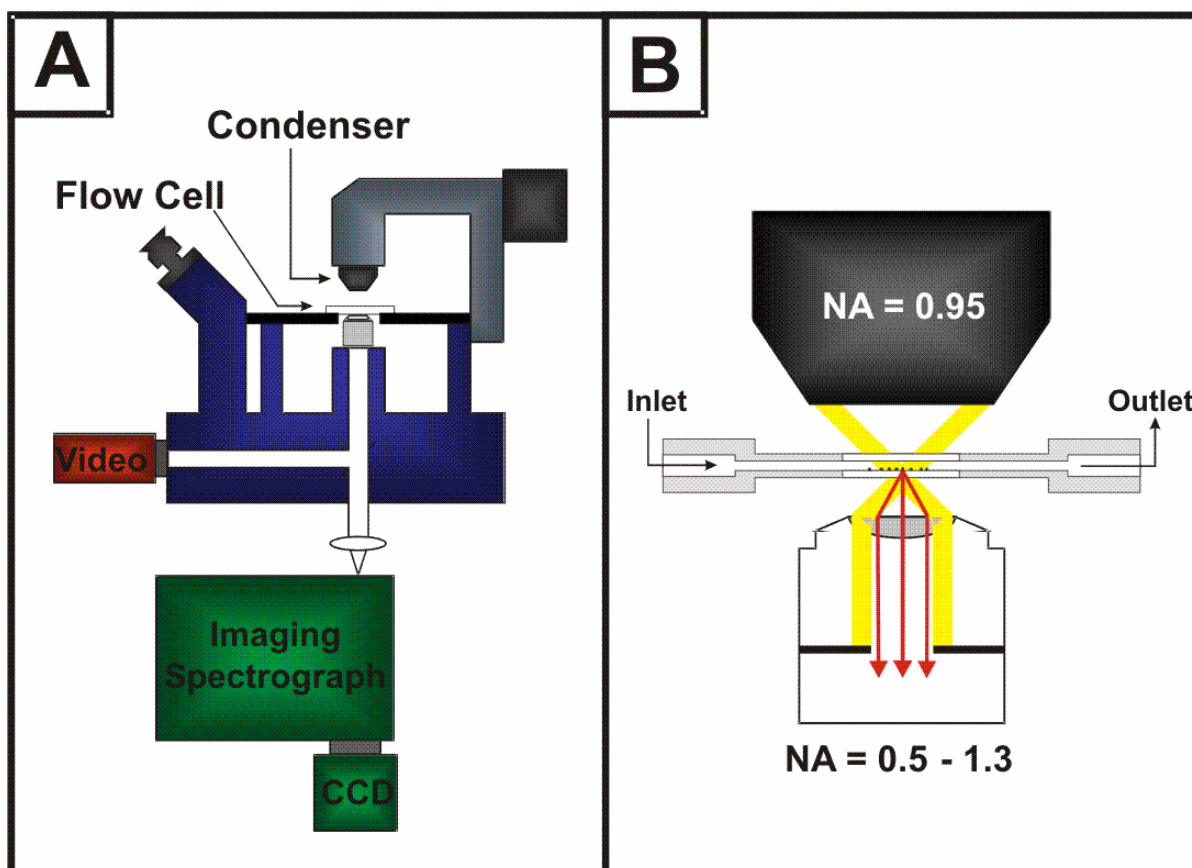 A
Condenser
Flow Cell
Video
Imaging
Spectrograph
CCD
B
NA = 0.95
Inlet
Outlet
NA = 0.5 - 1.3